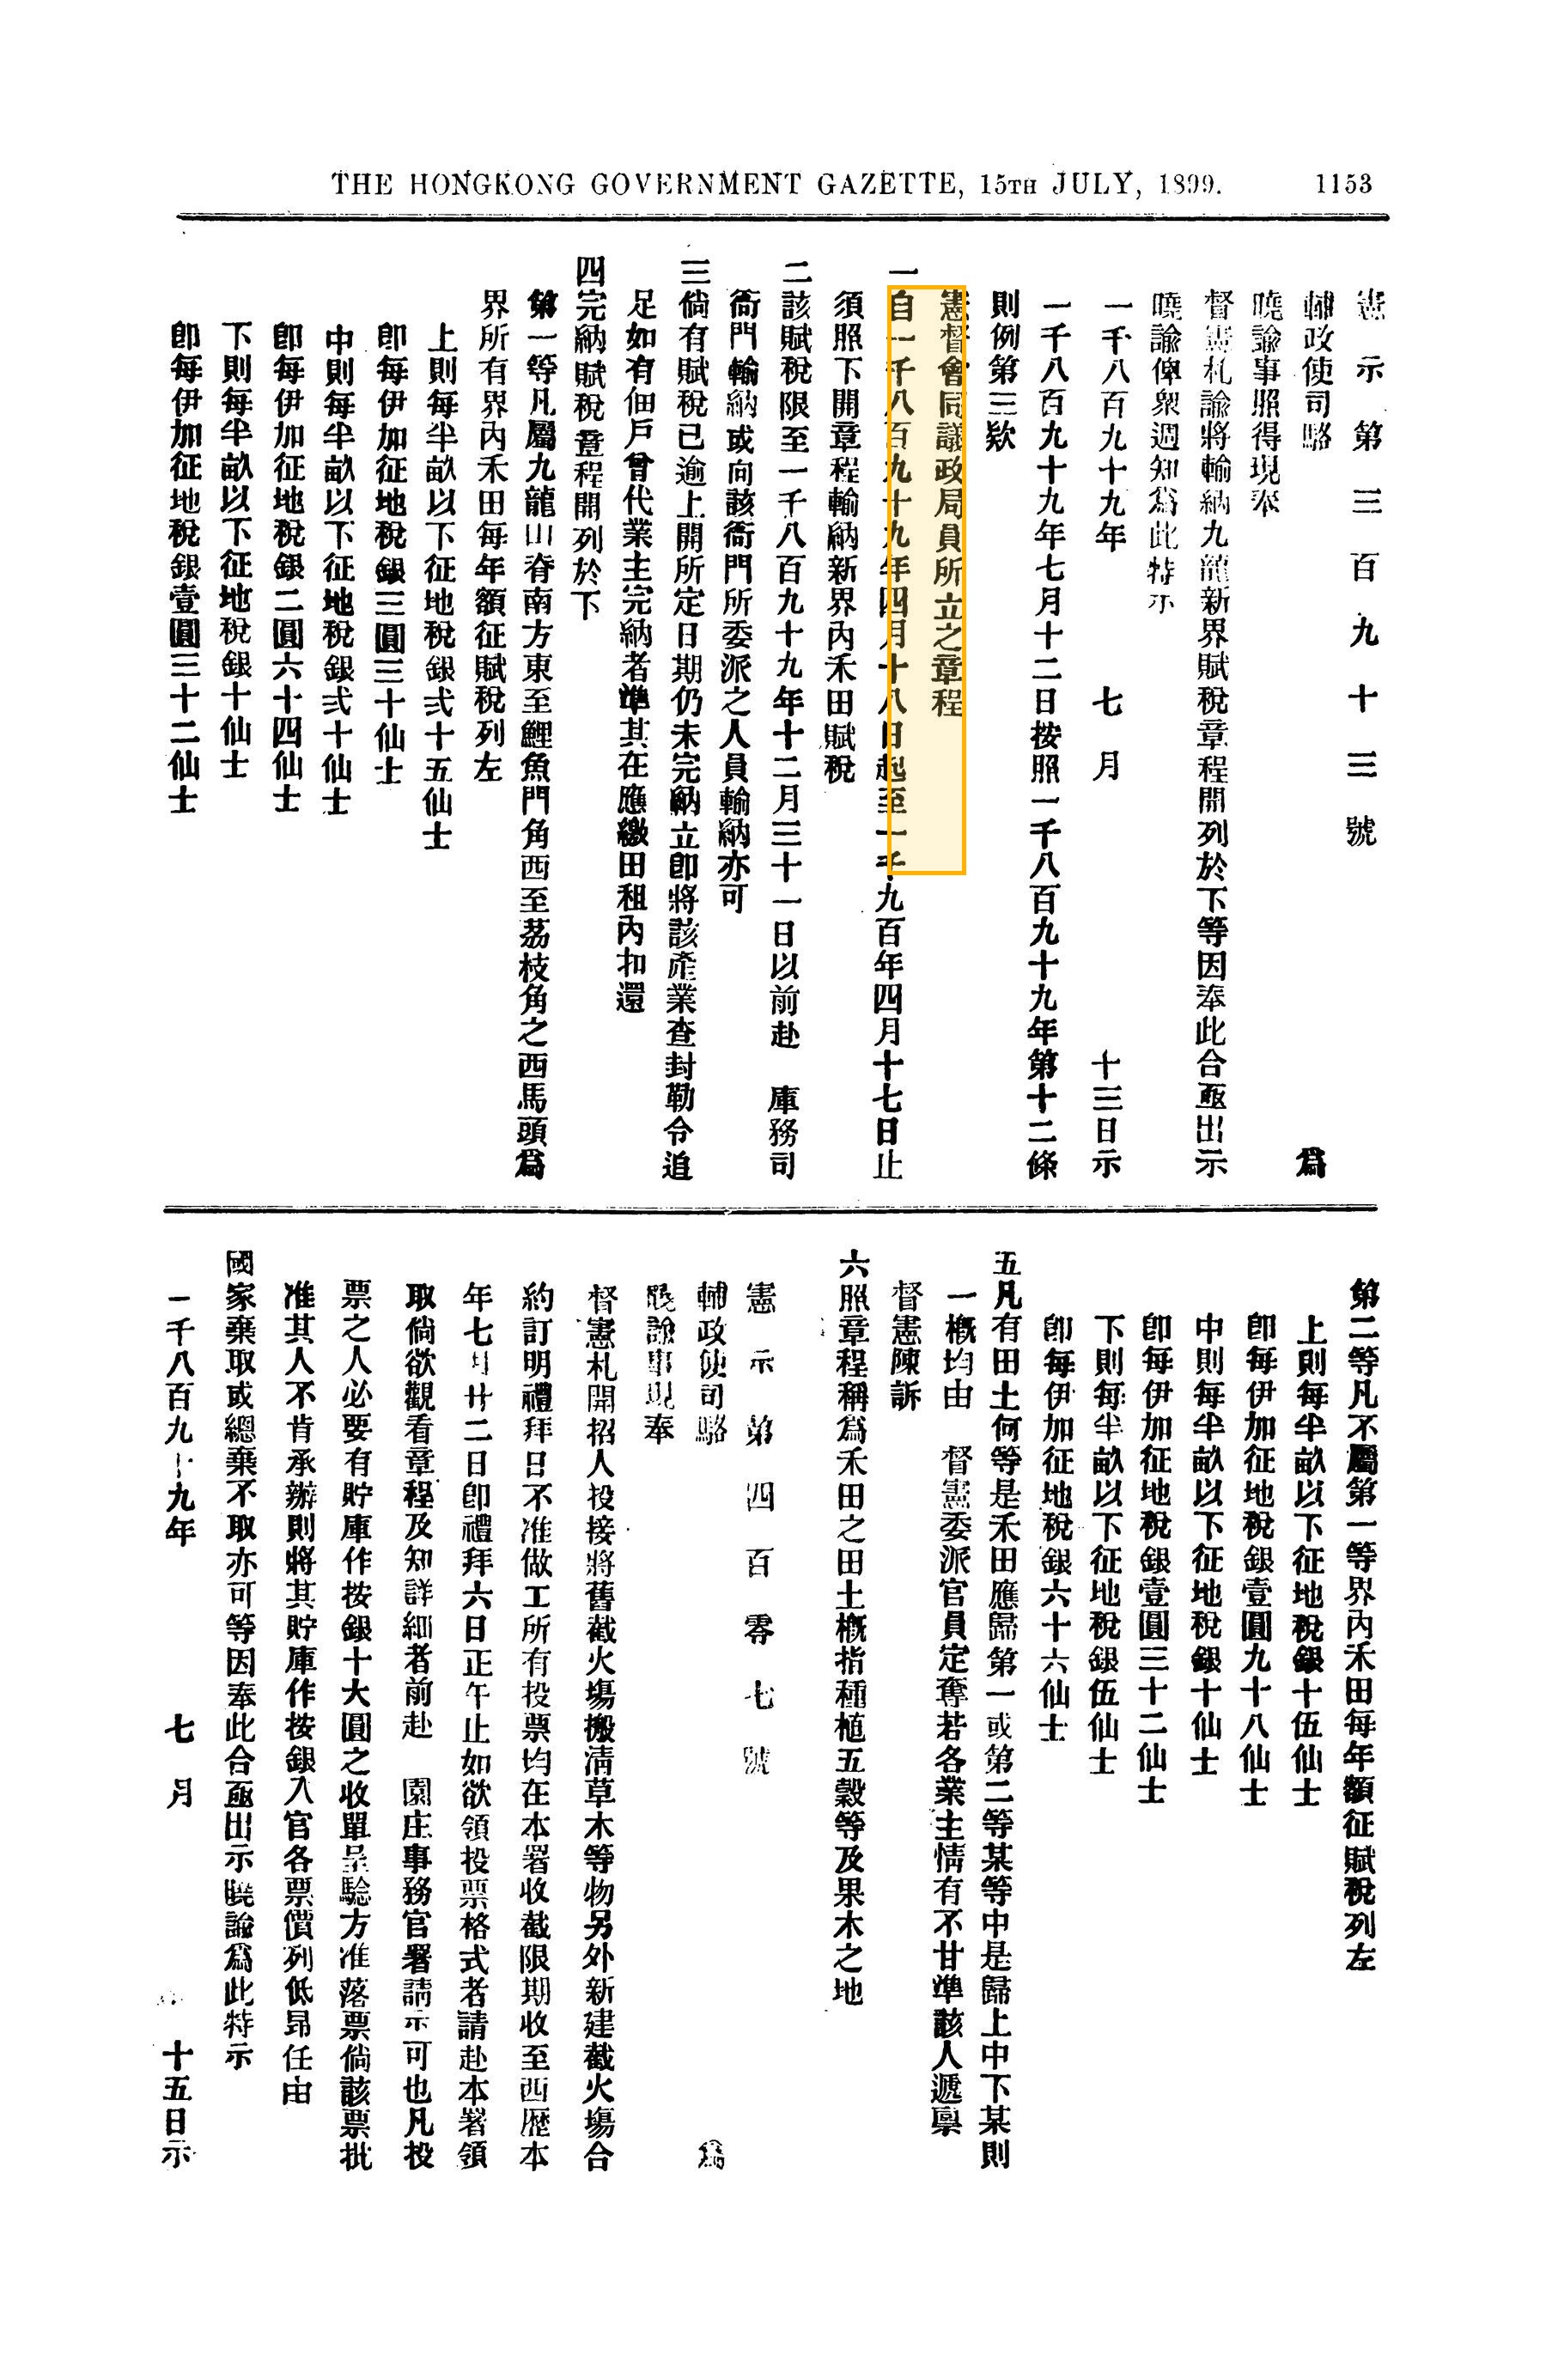 THE HONGKONG GOVERNMENT GAZETTE, 15TH JULY, 1899. 1153
憲示第三百九十三號
輔政使司駱 為
曉諭事照得現奉
督憲札諭將輸納九龍新界賦稅章程開列於下等因奉此合亟出示
曉諭俾衆週知為此特示
一千八百九十九年 七月 十三日示
一千八百九十九年七月十二日按照一千八百九十九年第十二條
則例第三欵
憲督會同議政局員所立之章程
一自一千八百九十九年四月十八日起至一千九百年四月十七日止
須照下開章程輸納新界內禾田賦稅
二該賦稅限至一千八百九十九年十二月三十一日以前赴 庫務司
衙門輸納或向該衙門所委派之人員輸納亦可
三倘有賦稅已逾上開所定日期仍未完納立卽將該產業查封勒令追
足如有佃戶曾代業主完納者準其在應繳田租內扣還
四完納賦稅章程開列於下
第一等凡屬九龍山脊南方東至鯉魚門角西至荔枝角之西馬頭為
界所有界內禾田每年額征賦稅列左
上則每半畝以下征地稅銀弍十五仙士
卽每伊加征地稅銀三圓三十仙士
中則每半畝以下征地稅銀弍十仙士
卽每伊加征地稅銀二圓六十四仙士
下則每半畝以下征地稅銀十仙士
卽每伊加征地稅銀壹圓三十二仙士
第二等凡不屬第一等界內禾田每年額征賦稅列左
上則每半畝以下征地稅銀十伍仙士
卽每伊加征地稅銀壹圓九十八仙士
中則每半畝以下征地稅銀十仙士
卽每伊加征地稅銀壹圓三十二仙士
下則每半畝以下征地稅銀伍仙士
卽每伊加征地稅銀六十六仙士
五凡有田土何等是禾田應歸第一或第二等某等中是歸上中下某則
一概均由 督憲委派官員定奪若各業主情有不甘準該人遞稟
督憲陳訴
六照章程稱為禾田之田土概指種植五穀等及果木之地
憲示第四百零七號
輔政使司駱 為
曉諭事現奉
督憲札開招人投接將舊截火塲搬清草木等物另外新建截火塲合
約訂明禮拜日不准做工所有投票均在本署收截限期收至西歷本
年七月廿二日卽禮拜六日正午止如欲領投票格式者請赴本署領
取倘欲觀看章程及知詳細者前赴 園庄事務官署請示可也凡投
票之人必要有貯庫作按銀十大圓之收單呈驗方准落票倘該票批
准其人不肯承辦則將其貯庫作按銀入官各票價列低昂任由
國家棄取或總棄不取亦可等因奉此合亟出示曉諭為此特示
一千八百九十九年 七月 十五日示